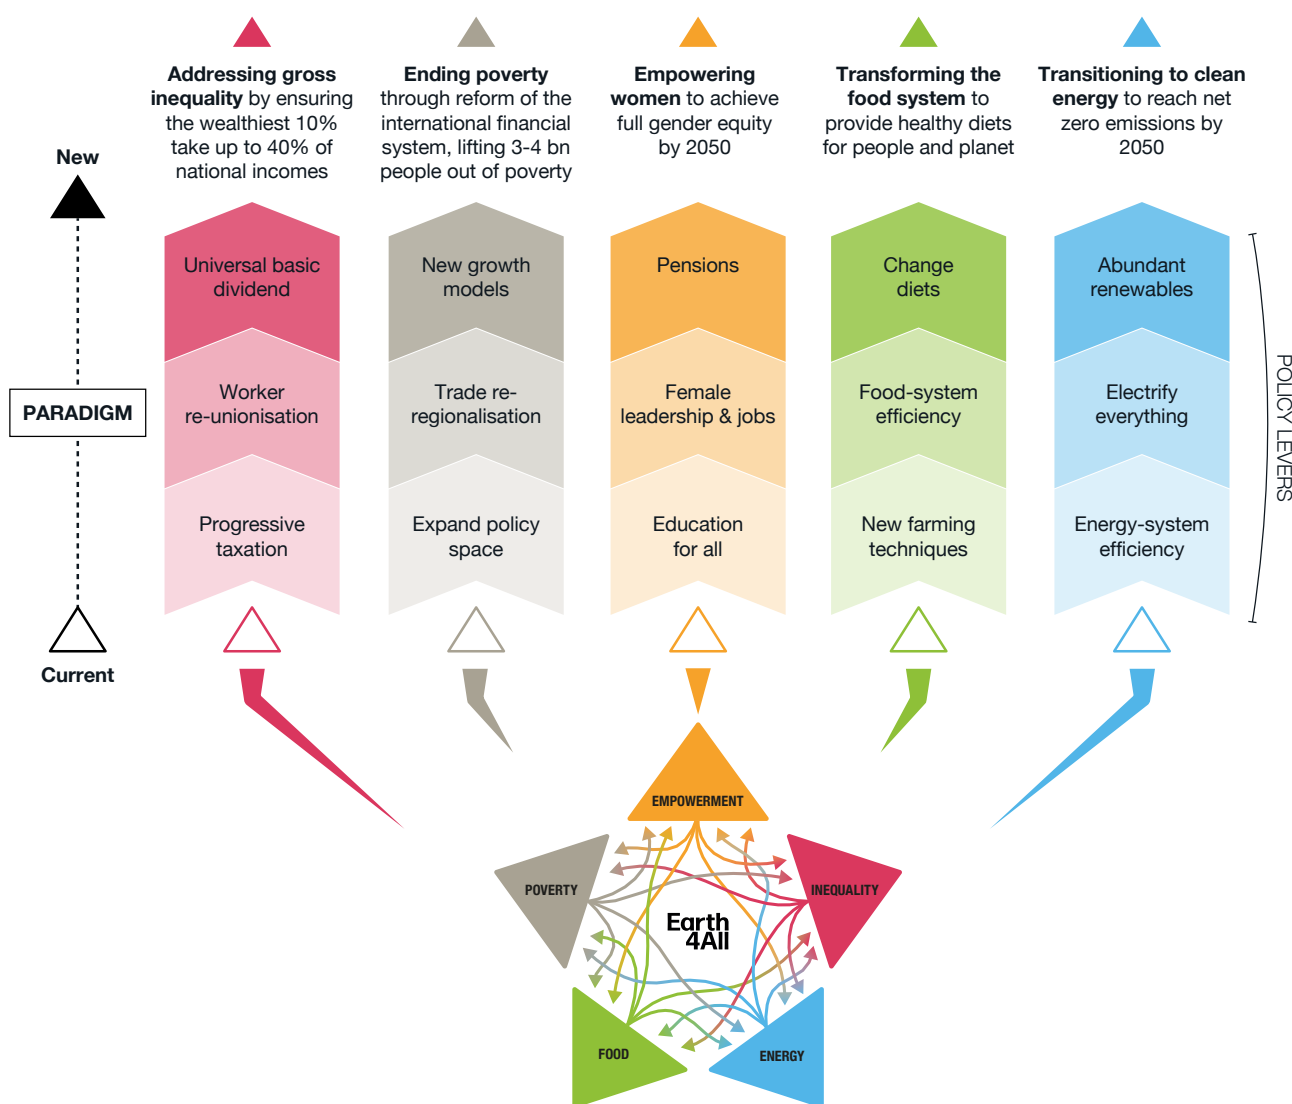 Addressing gross
inequality by ensuring
the wealthiest 10%
take up to 40% of
national incomes
Ending poverty
through reform of the
international financial
system, lifting 3-4 bn
people out of poverty
Empowering
women to achieve
full gender equity
by 2050
Transforming the
food system to
provide healthy diets
for people and planet
Transitioning to clean
energy to reach net
zero emissions by
2050
New
PARADIGM
Current
Universal basic
dividend
New growth
models
Pensions
Change
diets
Abundant
renewables
Worker
re-unionisation
Trade re-
regionalisation
Female
leadership & jobs
Food-system
efficiency
Electrify
everything
Progressive
taxation
Expand policy
space
Education
for all
New farming
techniques
Energy-system
efficiency
POLICY LEVERS
EMPOWERMENT
POVERTY
INEQUALITY
Earth
4All
FOOD
ENERGY